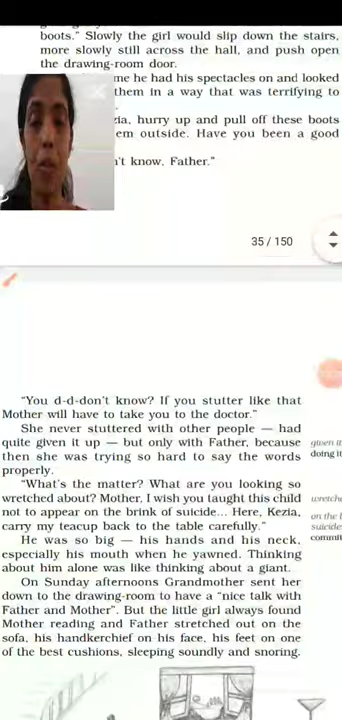 boots." Slowly the girl would slip down the stairs,
more slowly still across the hall, and push open
the drawing-room door.
me he had his spectacles on and looked
them in a way that was terrifying to
zia, hurry up and pull off these boots
em outside. Have you been a good
n't know, Father."
35/150
"You d-d-don't know? If you stutter like that
Mother will have to take you to the doctor."
She never stuttered with other people — had
quite given it up — but only with Father, because
then she was trying so hard to say the words
properly.
"What's the matter? What are you looking so
wretched about? Mother, I wish you taught this child
not to appear on the brink of suicide... Here, Kezia,
carry my teacup back to the table carefully."
He was so big — his hands and his neck,
especially his mouth when he yawned. Thinking
about him alone was like thinking about a giant.
On Sunday afternoons Grandmother sent her
down to the drawing-room to have a "nice talk with
Father and Mother". But the little girl always found
Mother reading and Father stretched out on the
sofa, his handkerchief on his face, his feet on one
of the best cushions, sleeping soundly and snoring.
given it
doing it
wretche
on the b
suicide
commit